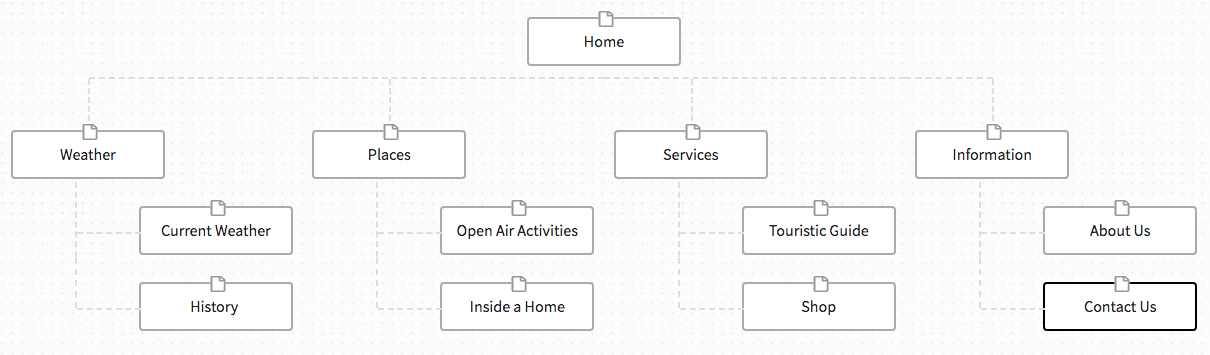 Home
Weather
Places
Services
Information
Current Weather
Open Air Activities
Touristic Guide
About Us
History
Inside a Home
Shop
Contact Us